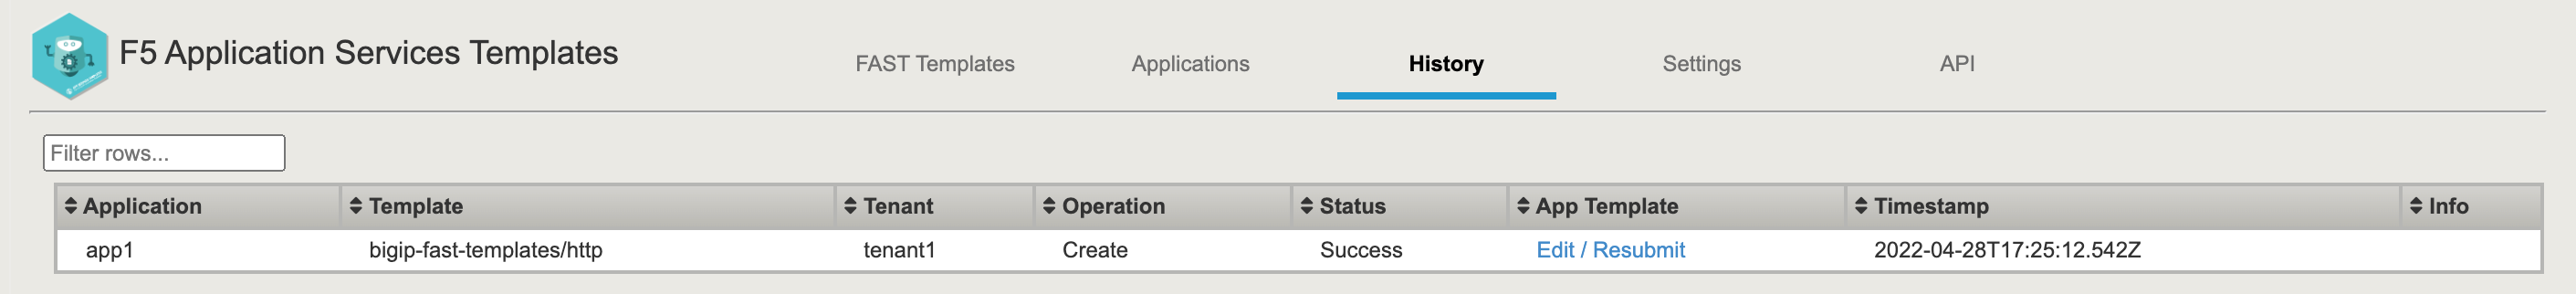 F5 Application Services Templates
FAST Templates Applications History Settings API
Filter rows...
Application Template Tenant Operation Status App Template Timestamp Info
app1 bigip-fast-templates/http tenant1 Create Success Edit / Resubmit 2022-04-28T17:25:12.542Z